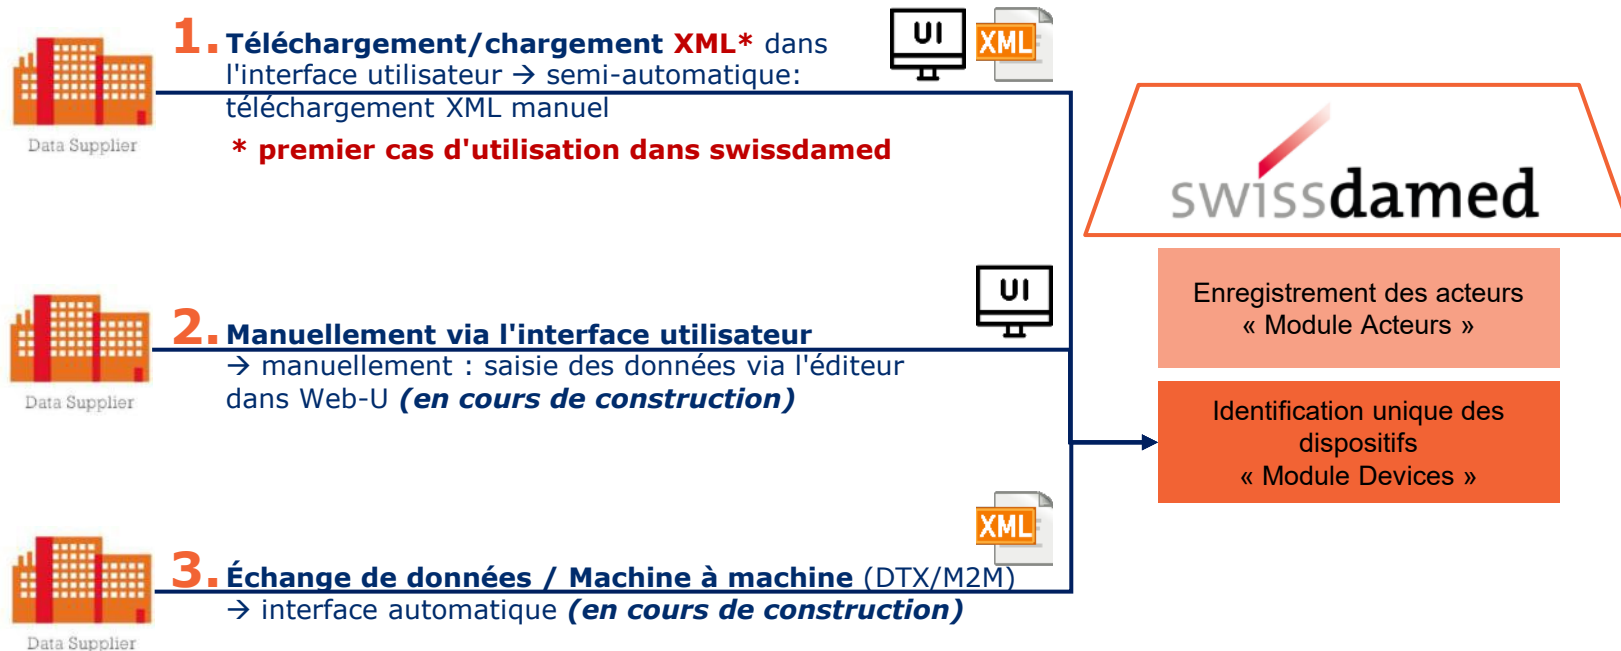 1. Téléchargement/chargement XML* dans
l'interface utilisateur → semi-automatique:
téléchargement XML manuel
* premier cas d'utilisation dans swissdamed
UI
XML
Data Supplier
2. Manuellement via l'interface utilisateur
→ manuellement : saisie des données via l'éditeur
dans Web-U (en cours de construction)
UI
Data Supplier
3. Échange de données / Machine à machine (DTX/M2M)
→ interface automatique (en cours de construction)
XML
Data Supplier
swissdamed
Enregistrement des acteurs
« Module Acteurs »
Identification unique des
dispositifs
« Module Devices »